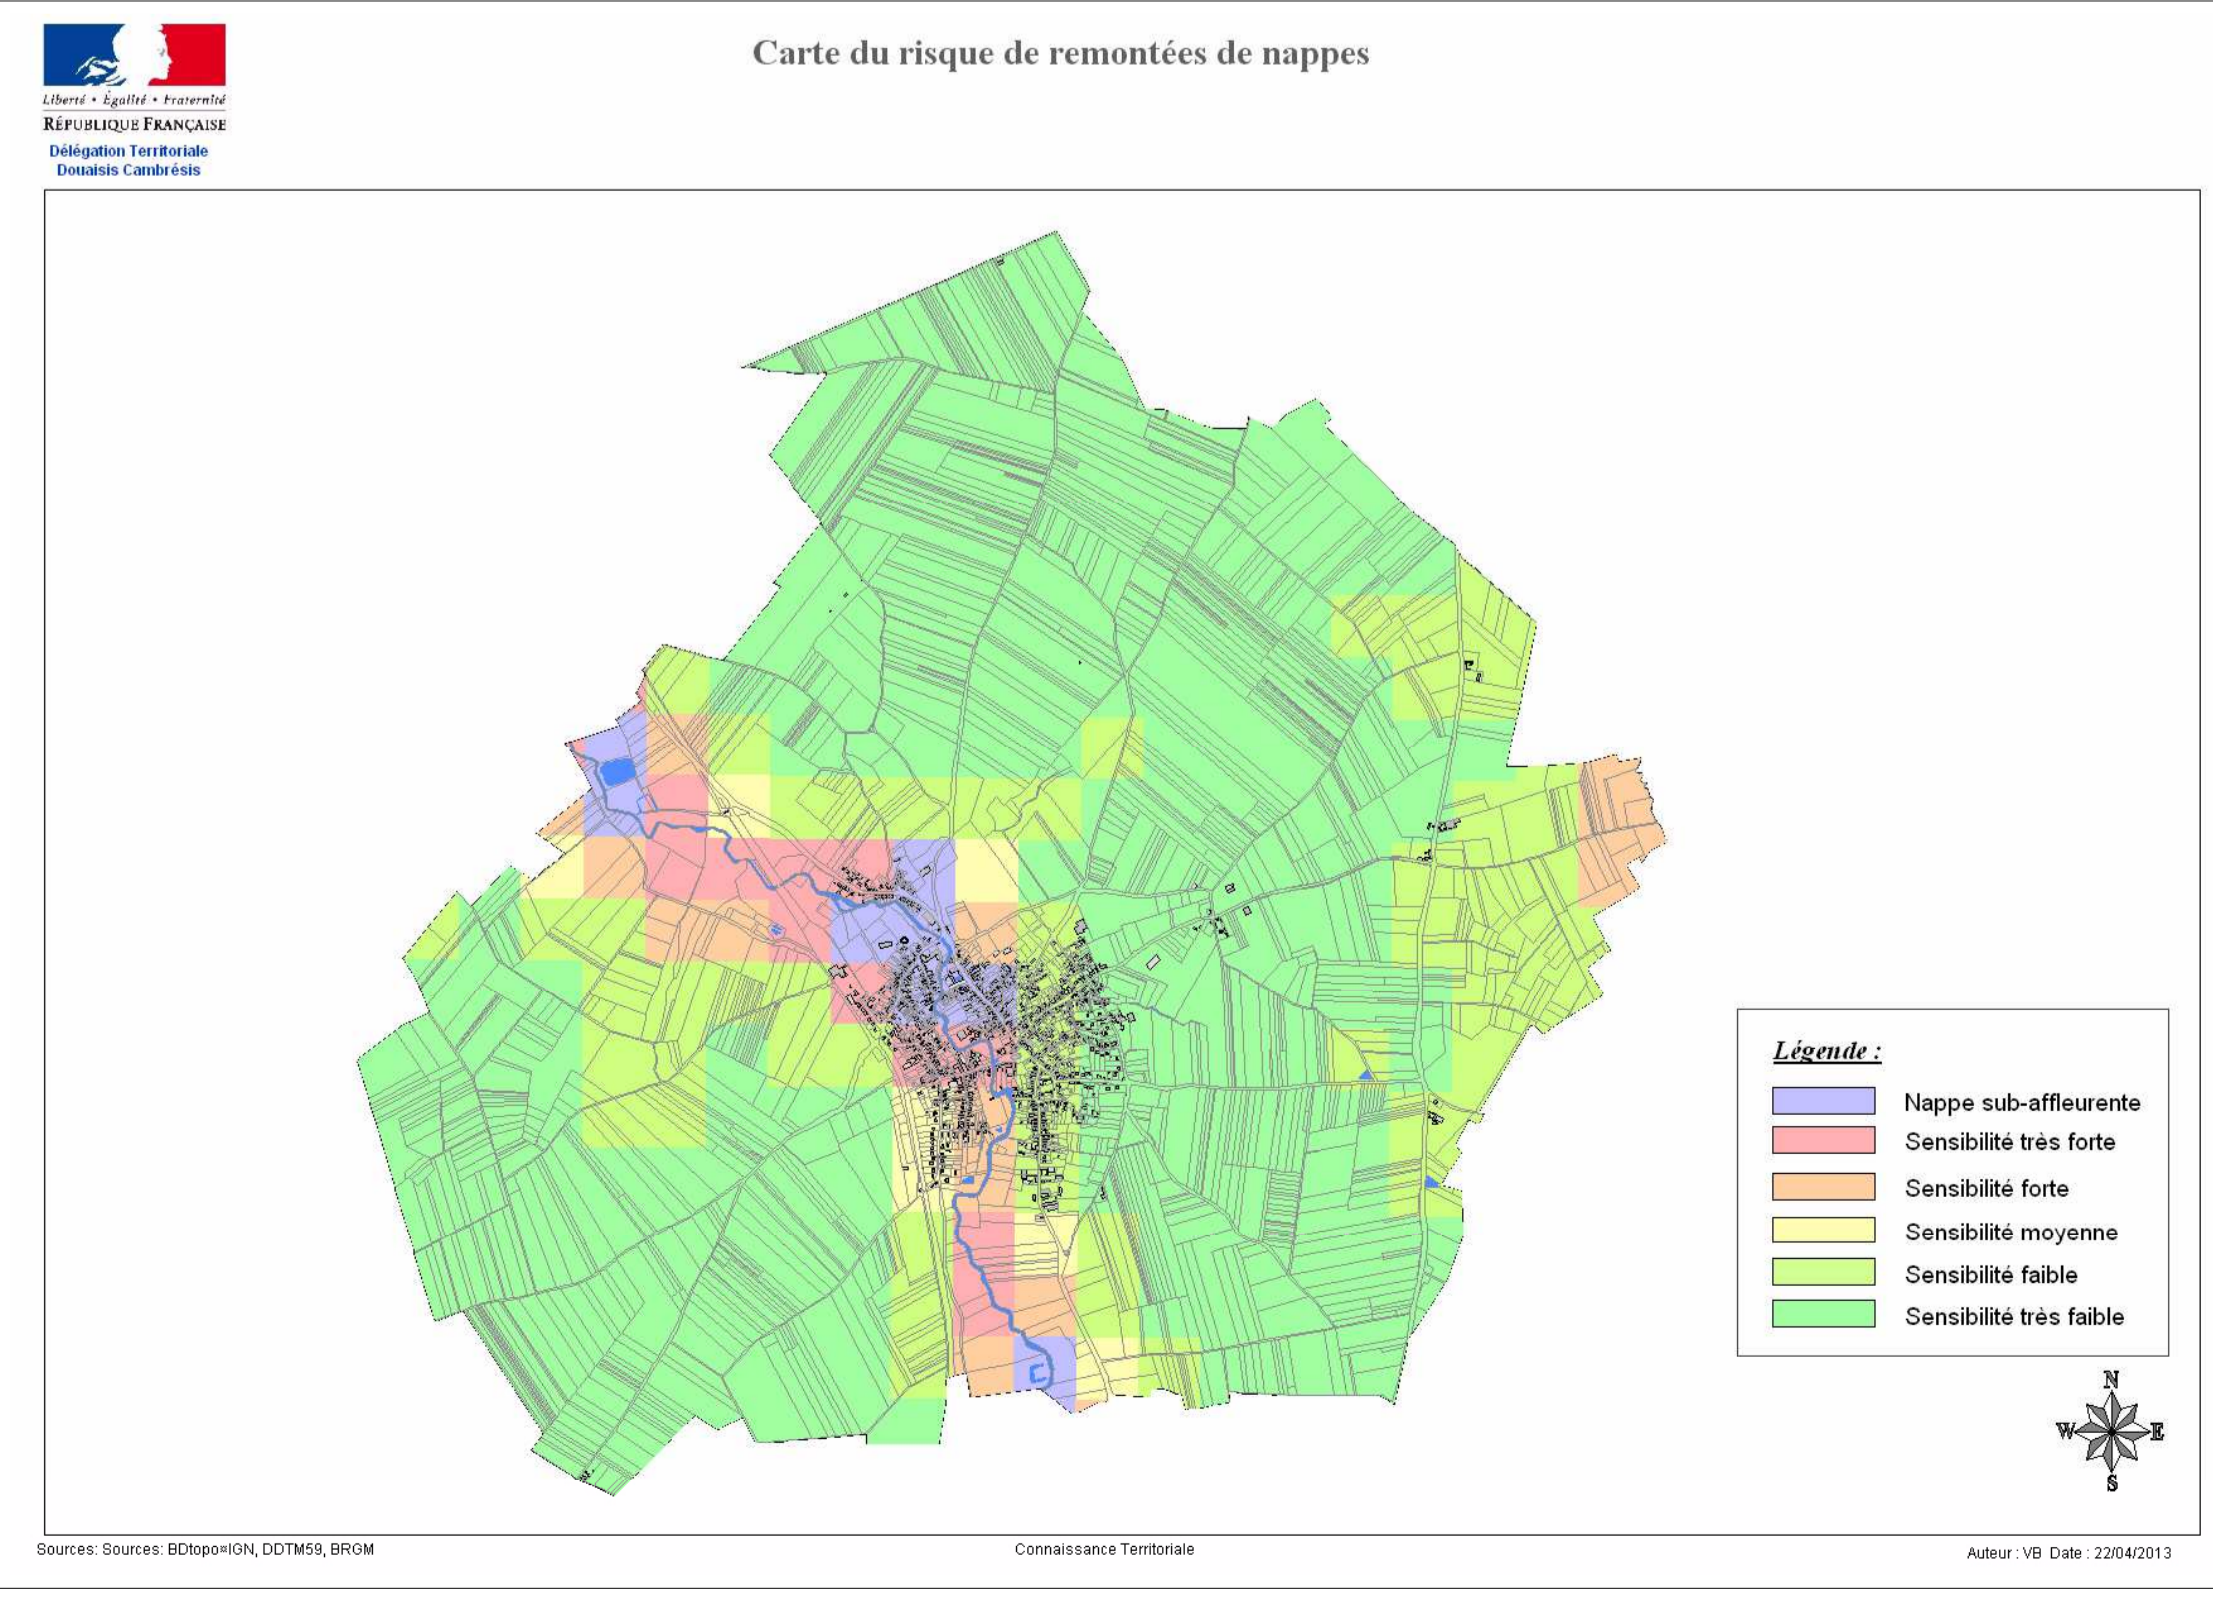 Carte du risque de remontées de nappes
Liberté • Égalité • Fraternité
RÉPUBLIQUE FRANÇAISE
Délégation Territoriale
Douaisis Cambrésis
Légende :
Nappe sub-affleurente
Sensibilité très forte
Sensibilité forte
Sensibilité moyenne
Sensibilité faible
Sensibilité très faible
N
W E
S
Sources: Sources: BDtopo¤IGN, DDTM59, BRGM
Connaissance Territoriale
Auteur : VB Date : 22/04/2013